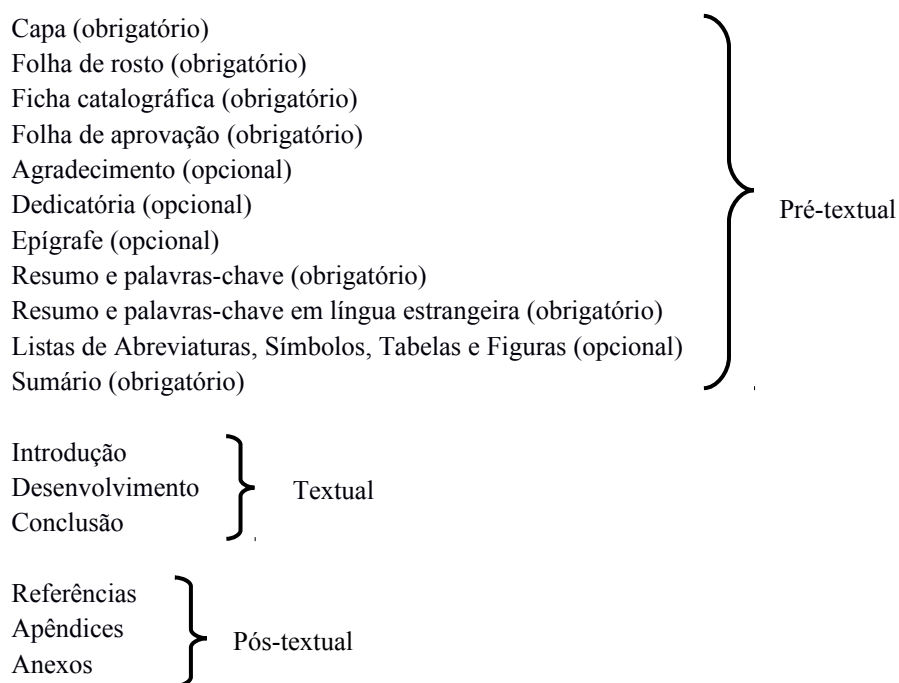 Capa (obrigatório)
Folha de rosto (obrigatório)
Ficha catalográfica (obrigatório)
Folha de aprovação (obrigatório)
Agradecimento (opcional)
Dedicatória (opcional)
Epígrafe (opcional)
Resumo e palavras-chave (obrigatório)
Resumo e palavras-chave em língua estrangeira (obrigatório)
Listas de Abreviaturas, Símbolos, Tabelas e Figuras (opcional)
Sumário (obrigatório)
Pré-textual
Introdução
Desenvolvimento
Conclusão
Textual
Referências
Apêndices
Anexos
Pós-textual